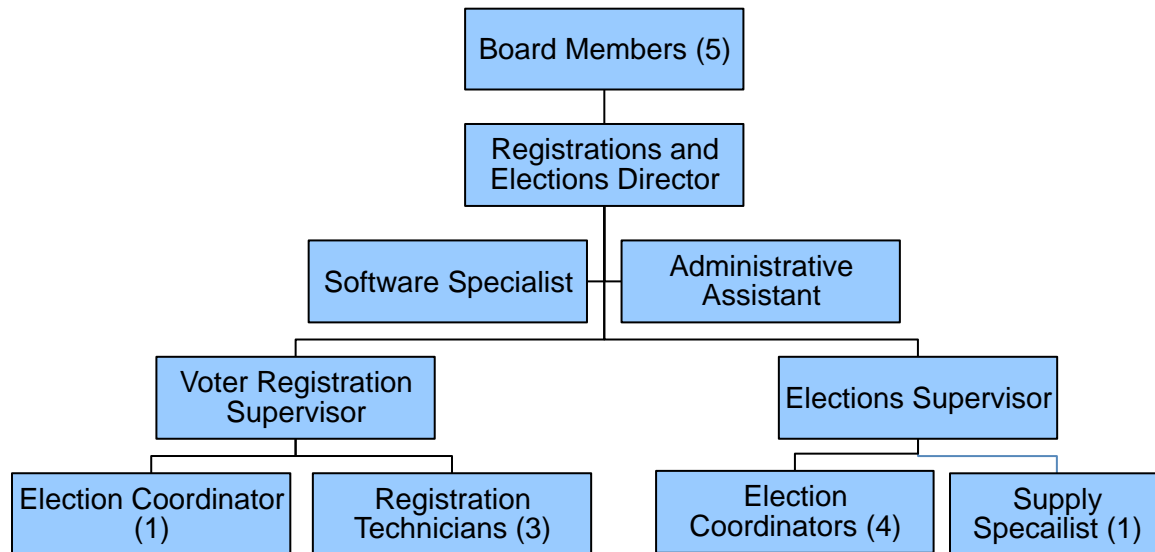 Board Members (5)
Registrations and
Elections Director
Software Specialist
Administrative
Assistant
Voter Registration
Supervisor
Elections Supervisor
Election Coordinator
(1)
Registration
Technicians (3)
Election
Coordinators (4)
Supply
Specailist (1)